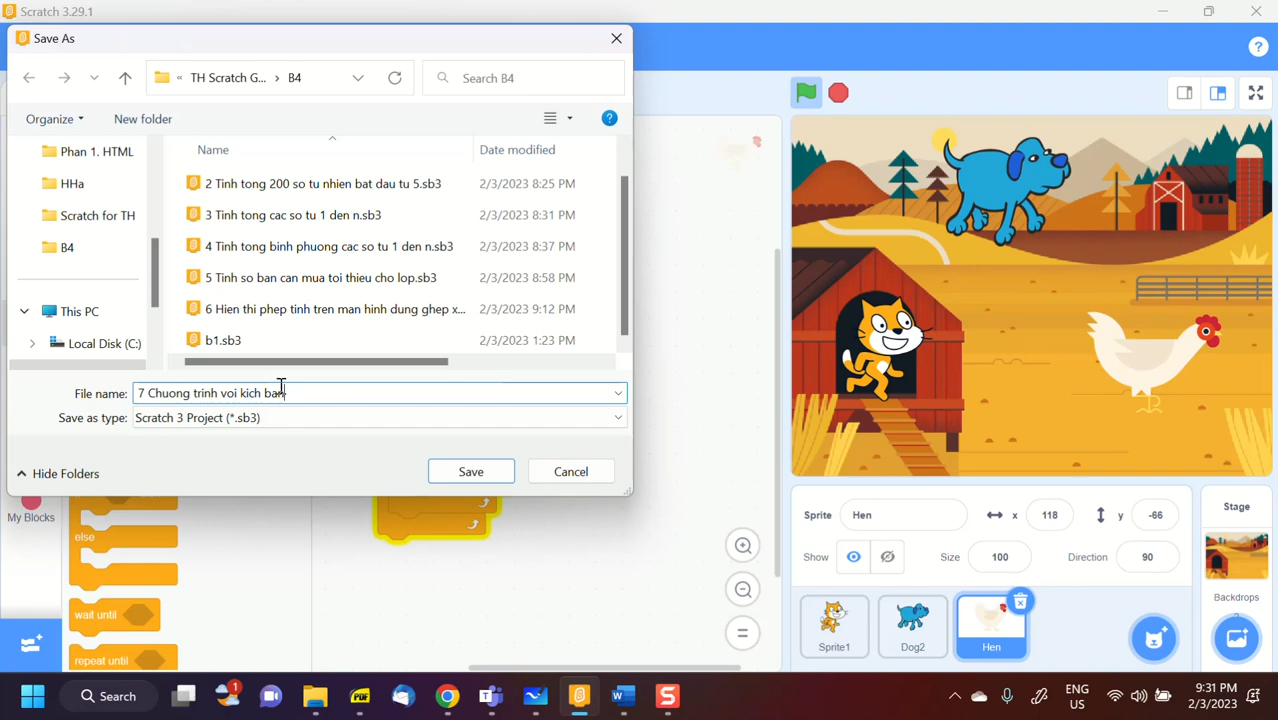 Scratch 3.29.1
Save As
« TH Scratch G... › B4
Search B4
Organize
New folder
Name
Date modified
Phan 1. HTML
HHa
Scratch for TH
B4
This PC
Local Disk (C:)
2 Tinh tong 200 so tu nhien bat dau tu 5.sb3 2/3/2023 8:25 PM
3 Tinh tong cac so tu 1 den n.sb3 2/3/2023 8:31 PM
4 Tinh tong binh phuong cac so tu 1 den n.sb3 2/3/2023 8:37 PM
5 Tinh so ban can mua toi thieu cho lop.sb3 2/3/2023 8:58 PM
6 Hien thi phep tinh tren man hinh dung ghep x... 2/3/2023 9:12 PM
b1.sb3 2/3/2023 1:23 PM
File name: 7 Chuong trinh voi kich ban
Save as type: Scratch 3 Project (*.sb3)
Hide Folders
Save
Cancel
My Blocks
else
wait until
repeat until
Sprite Hen x 118 y -66
Show Size 100 Direction 90
Sprite1
Dog2
Hen
Stage
Backdrops
2
Search
1
PDF
S
ENG
US
9:31 PM
2/3/2023